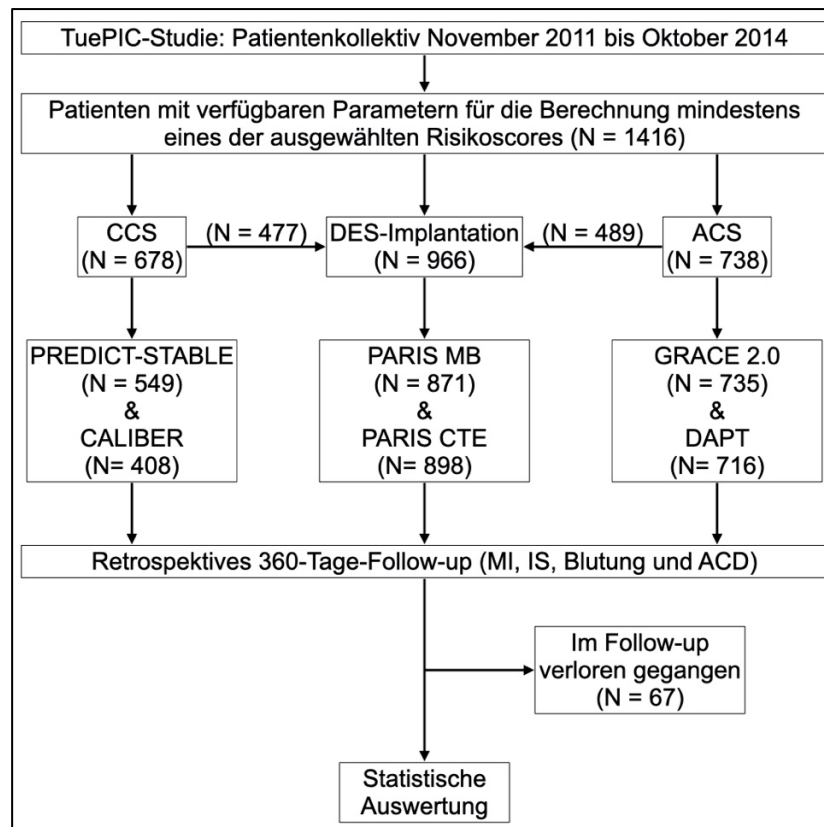 TuePIC-Studie: Patientenkollektiv November 2011 bis Oktober 2014
Patienten mit verfügbaren Parametern für die Berechnung mindestens
eines der ausgewählten Risikoscores (N = 1416)
CCS
(N = 678)
(N = 477)
DES-Implantation
(N = 966)
(N = 489)
ACS
(N = 738)
PREDICT-STABLE
(N = 549)
&
CALIBER
(N= 408)
PARIS MB
(N = 871)
&
PARIS CTE
(N= 898)
GRACE 2.0
(N = 735)
&
DAPT
(N= 716)
Retrospektives 360-Tage-Follow-up (MI, IS, Blutung und ACD)
Im Follow-up
verloren gegangen
(N = 67)
Statistische
Auswertung